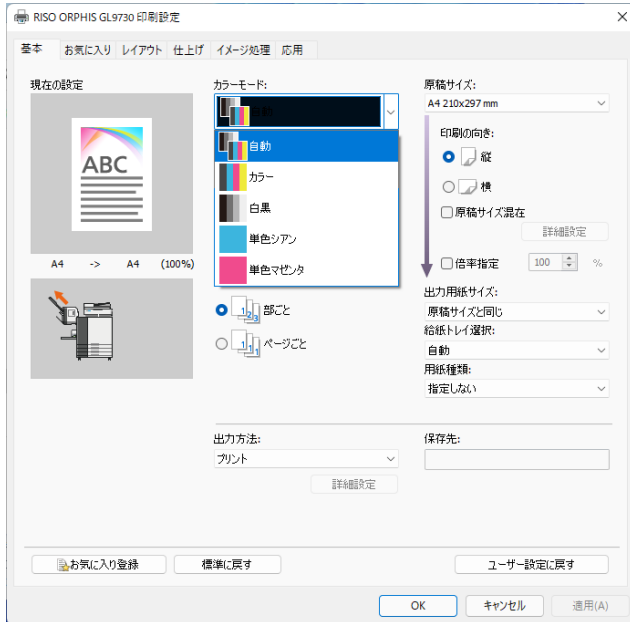 RISO ORPHIS GL9730 印刷設定
基本 お気に入り レイアウト 仕上げ イメージ処理 応用
現在の設定
ABC
A4 -> A4 (100%)
カラーモード:
自動
自動
カラー
白黒
単色シアン
単色マゼンタ
1 2 3 部ごと
1 1 1 ページごと
出力方法:
プリント
詳細設定
原稿サイズ:
A4 210x297 mm
印刷の向き:
縦
横
原稿サイズ混在
詳細設定
倍率指定 100 %
出力用紙サイズ:
原稿サイズと同じ
給紙トレイ選択:
自動
用紙種類:
指定しない
保存先:
お気に入り登録 標準に戻す ユーザー設定に戻す
OK キャンセル 適用(A)